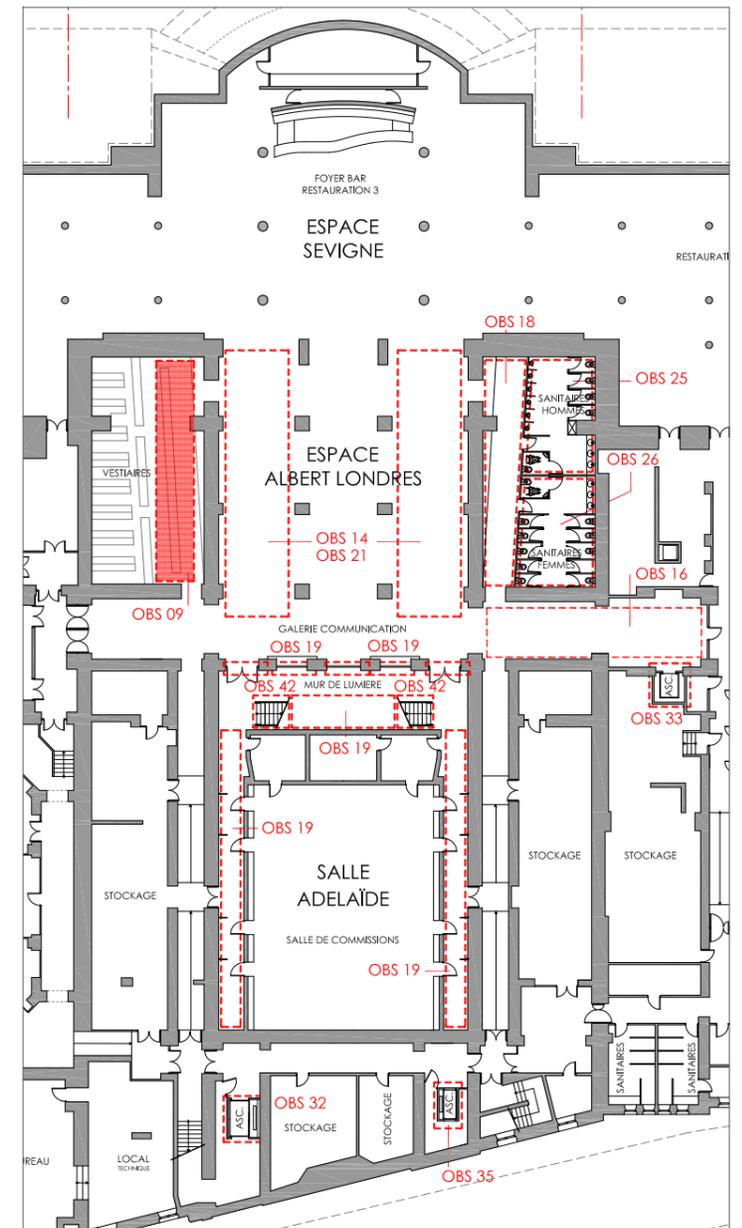 FOYER BAR
RESTAURATION 3
ESPACE
SEVIGNE
RESTAURATI
OBS 18
OBS 25
SANITAIRES
HOMMES
OBS 26
ESPACE
ALBERT LONDRES
VESTIAIRES
OBS 14
OBS 21
SANITAIRES
FEMMES
OBS 16
OBS 09
GALERIE COMMUNICATION
OBS 19
OBS 19
OBS 42
MUR DE LUMIERE
OBS 42
ASC.
OBS 33
OBS 19
OBS 19
STOCKAGE
STOCKAGE
SALLE
ADELAÏDE
STOCKAGE
SALLE DE COMMISSIONS
OBS 19
SANITAIRES
SANITAIRES
ASC.
OBS 32
STOCKAGE
STOCKAGE
ASC.
UREAU
LOCAL
TECHNIQUE
OBS 35